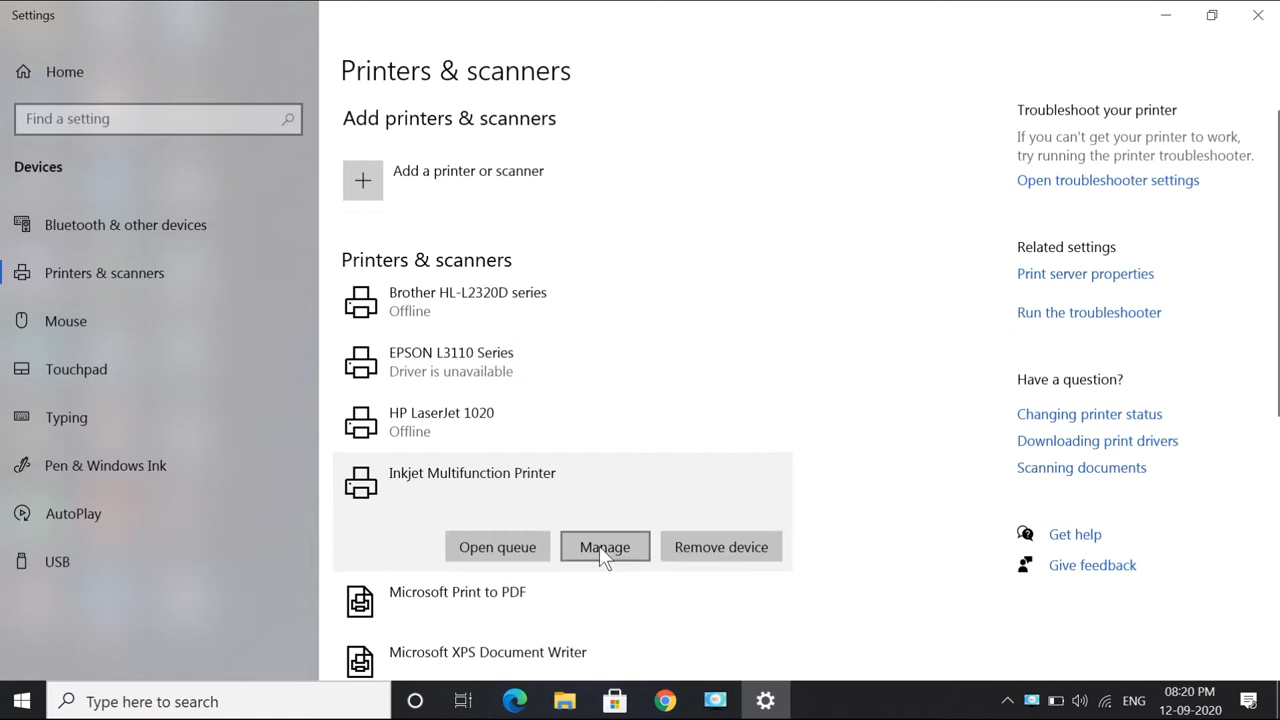 Settings
Home
Find a setting
Devices
Bluetooth & other devices
Printers & scanners
Mouse
Touchpad
Typing
Pen & Windows Ink
AutoPlay
USB
Printers & scanners
Add printers & scanners
Add a printer or scanner
Printers & scanners
Brother HL-L2320D series
Offline
EPSON L3110 Series
Driver is unavailable
HP LaserJet 1020
Offline
Inkjet Multifunction Printer
Open queue Manage Remove device
Microsoft Print to PDF
Microsoft XPS Document Writer
Troubleshoot your printer
If you can't get your printer to work,
try running the printer troubleshooter.
Open troubleshooter settings
Related settings
Print server properties
Run the troubleshooter
Have a question?
Changing printer status
Downloading print drivers
Scanning documents
Get help
Give feedback
Type here to search
ENG
08:20 PM
12-09-2020